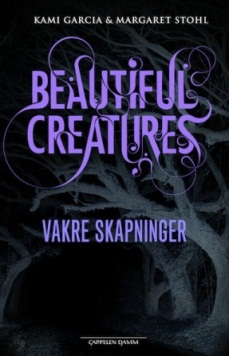 KAMI GARCIA & MARGARET STOHL
BEAUTIFUL
CREATURES
VAKRE SKAPNINGER
CAPPELEN DAMM